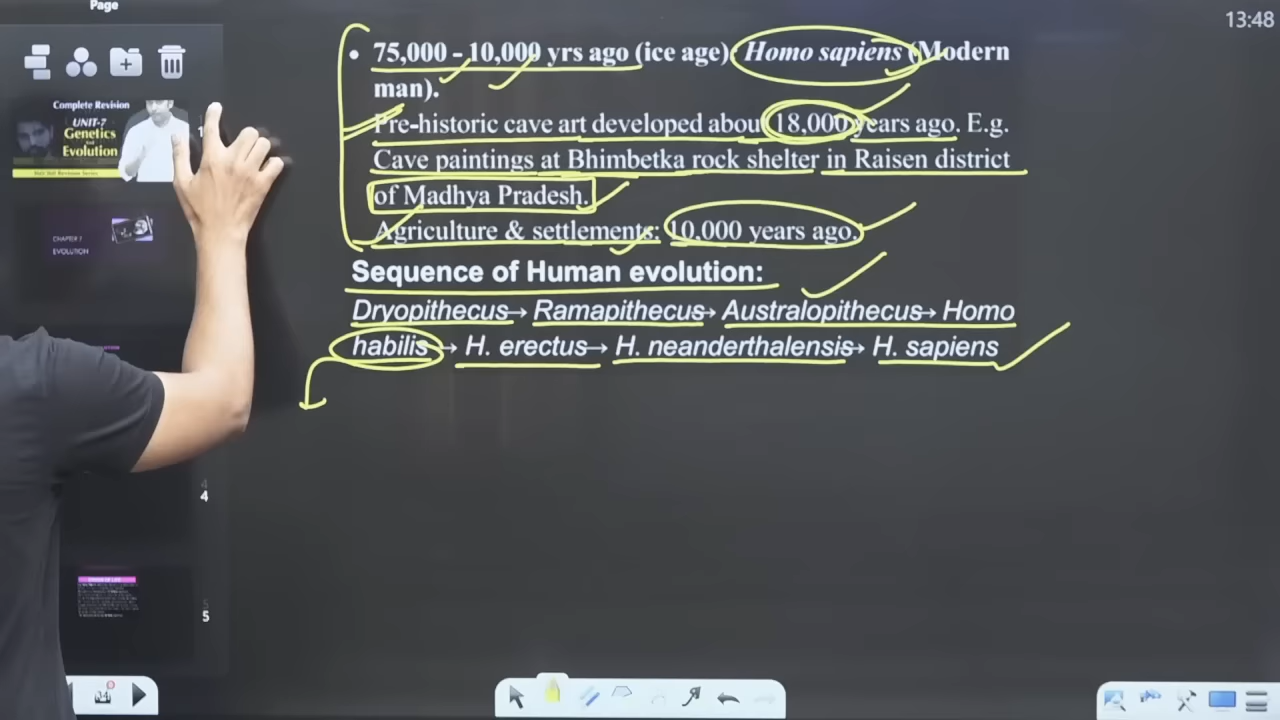 Page
13:48
Complete Revision
UNIT-7
Genetics
and
Evolution
CHAPTER 7
EVOLUTION
4
4
5
5
• 75,000 – 10,000 yrs ago (ice age): Homo sapiens (Modern
man).
Pre-historic cave art developed about 18,000 years ago. E.g.
Cave paintings at Bhimbetka rock shelter in Raisen district
of Madhya Pradesh.
Agriculture & settlements: 10,000 years ago.
Sequence of Human evolution:
Dryopithecus→ Ramapithecus→ Australopithecus→ Homo
habilis→ H. erectus→ H. neanderthalensis→ H. sapiens